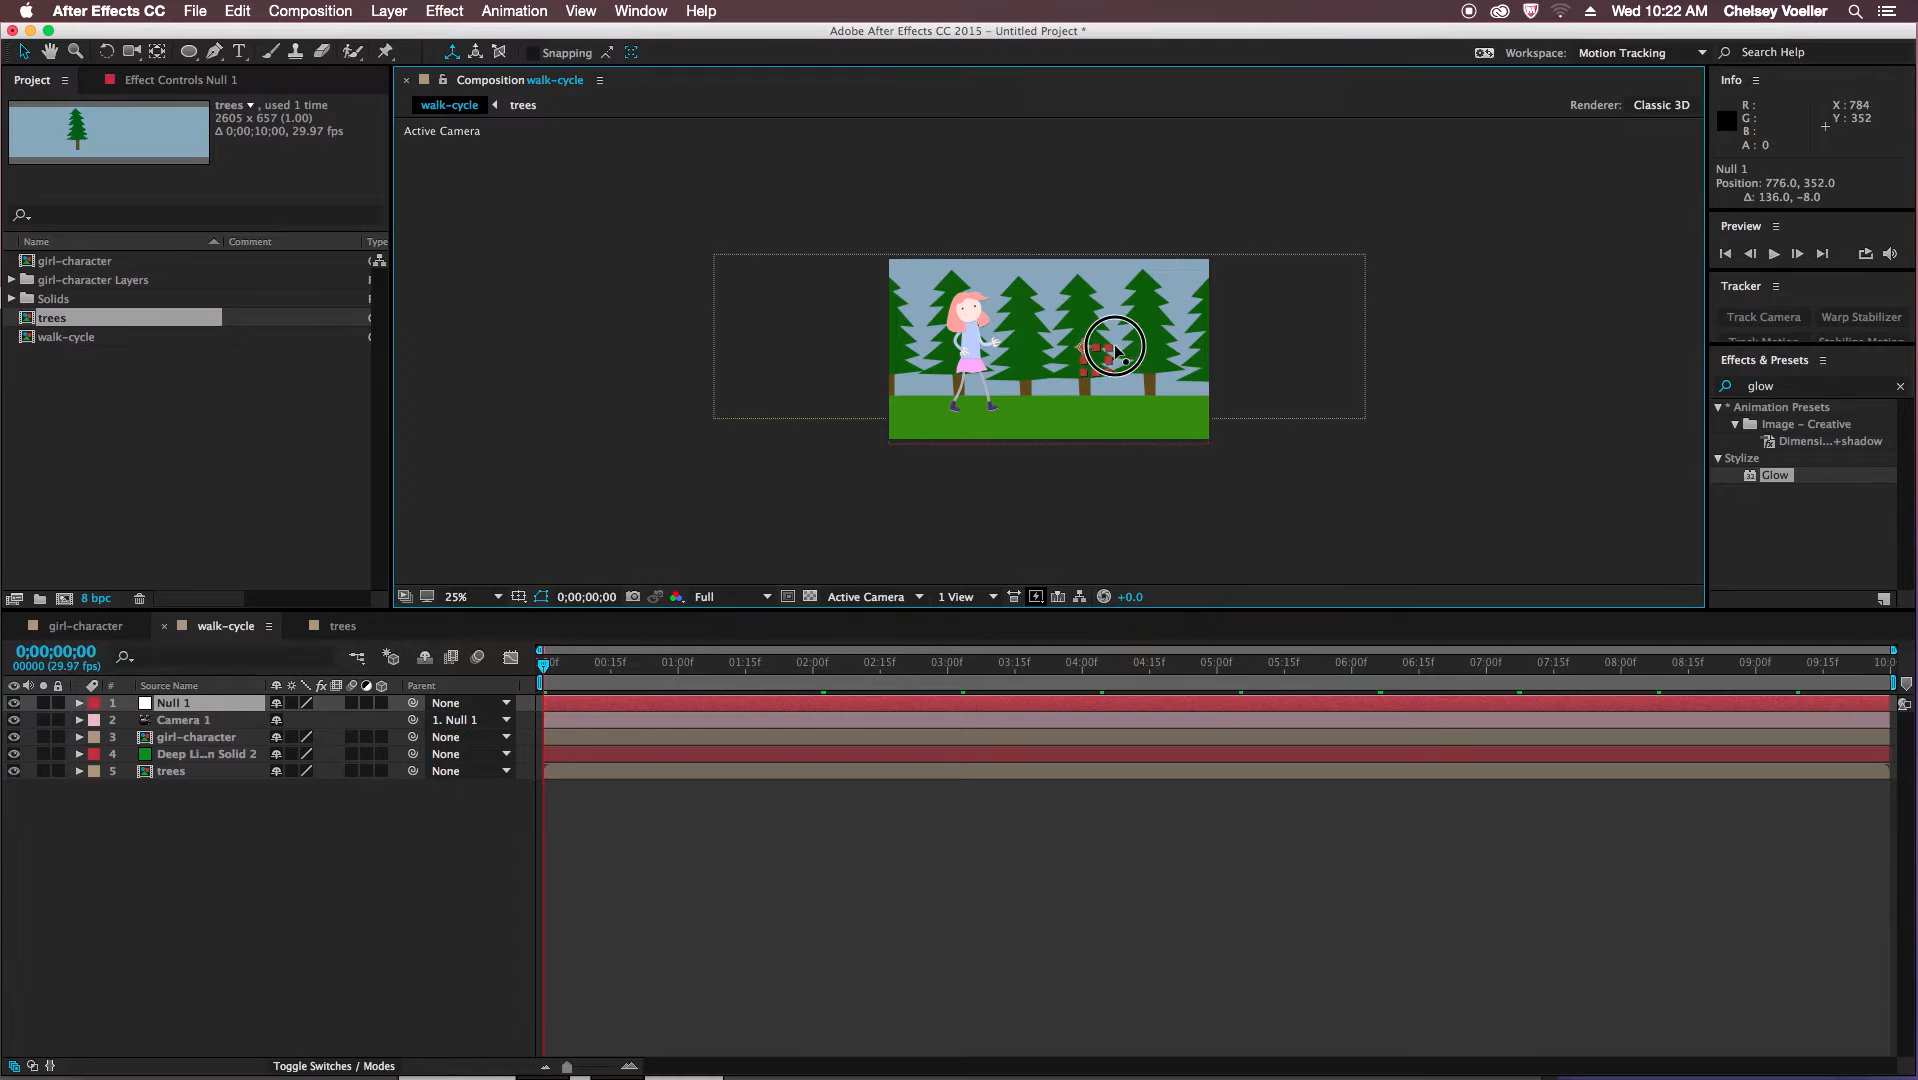 After Effects CC File Edit Composition Layer Effect Animation View Window Help Wed 10:22 AM Chelsey Voeller
Adobe After Effects CC 2015 - Untitled Project *
T Snapping Workspace: Motion Tracking Search Help
Project Effect Controls Null 1
trees , used 1 time
2605 x 657 (1.00)
Δ 0;00;10;00, 29.97 fps
Name Comment Type
girl-character
girl-character Layers
Solids
trees
walk-cycle
8 bpc
Composition walk-cycle
walk-cycle trees
Renderer: Classic 3D
Active Camera
25% 0;00;00;00 Full Active Camera 1 View +0.0
Info
R:
G:
B:
A: 0
X: 784
Y: 352
Null 1
Position: 776.0, 352.0
Δ: 136.0, -8.0
Preview
Tracker
Track Camera Warp Stabilizer
Effects & Presets
glow
* Animation Presets
Image - Creative
Dimensi...+shadow
Stylize
Glow
girl-character walk-cycle trees
0;00;00;00
00000 (29.97 fps)
00:15f 01:00f 01:15f 02:00f 02:15f 03:00f 03:15f 04:00f 04:15f 05:00f 05:15f 06:00f 06:15f 07:00f 07:15f 08:00f 08:15f 09:00f 09:15f 10:0
# Source Name fx Parent
1 Null 1 None
2 Camera 1 1. Null 1
3 girl-character None
4 Deep Li...n Solid 2 None
5 trees None
Toggle Switches / Modes